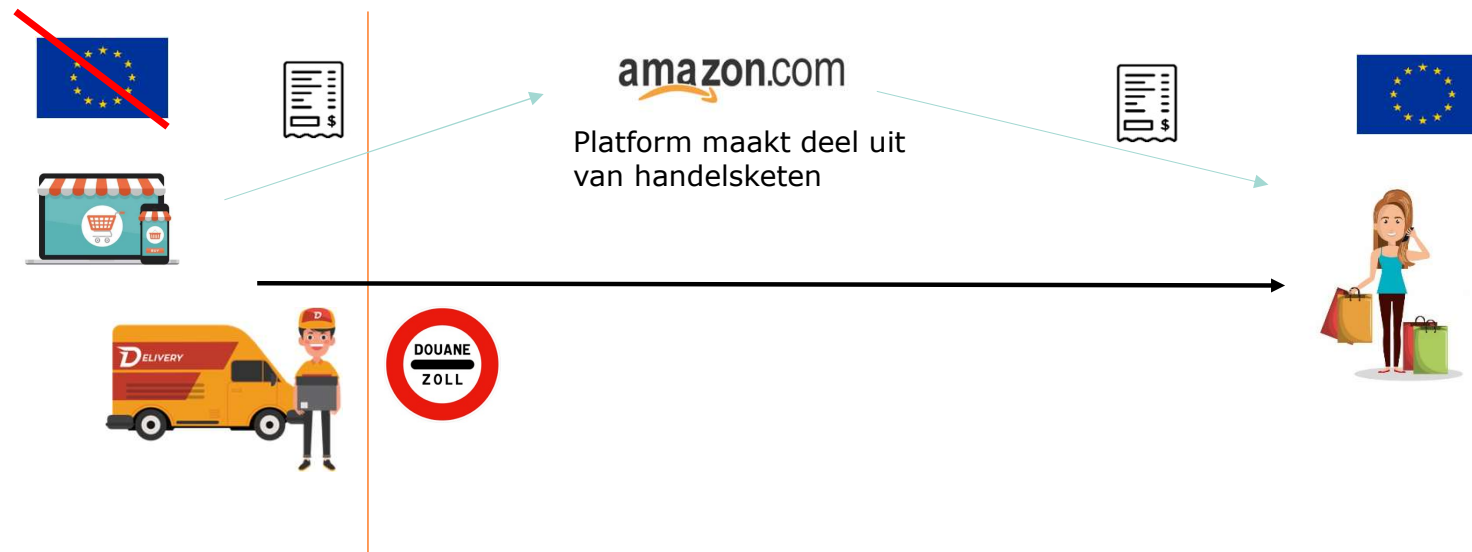 amazon.com
Platform maakt deel uit
van handelsketen
$
$
D
DELIVERY
DOUANE
ZOLL